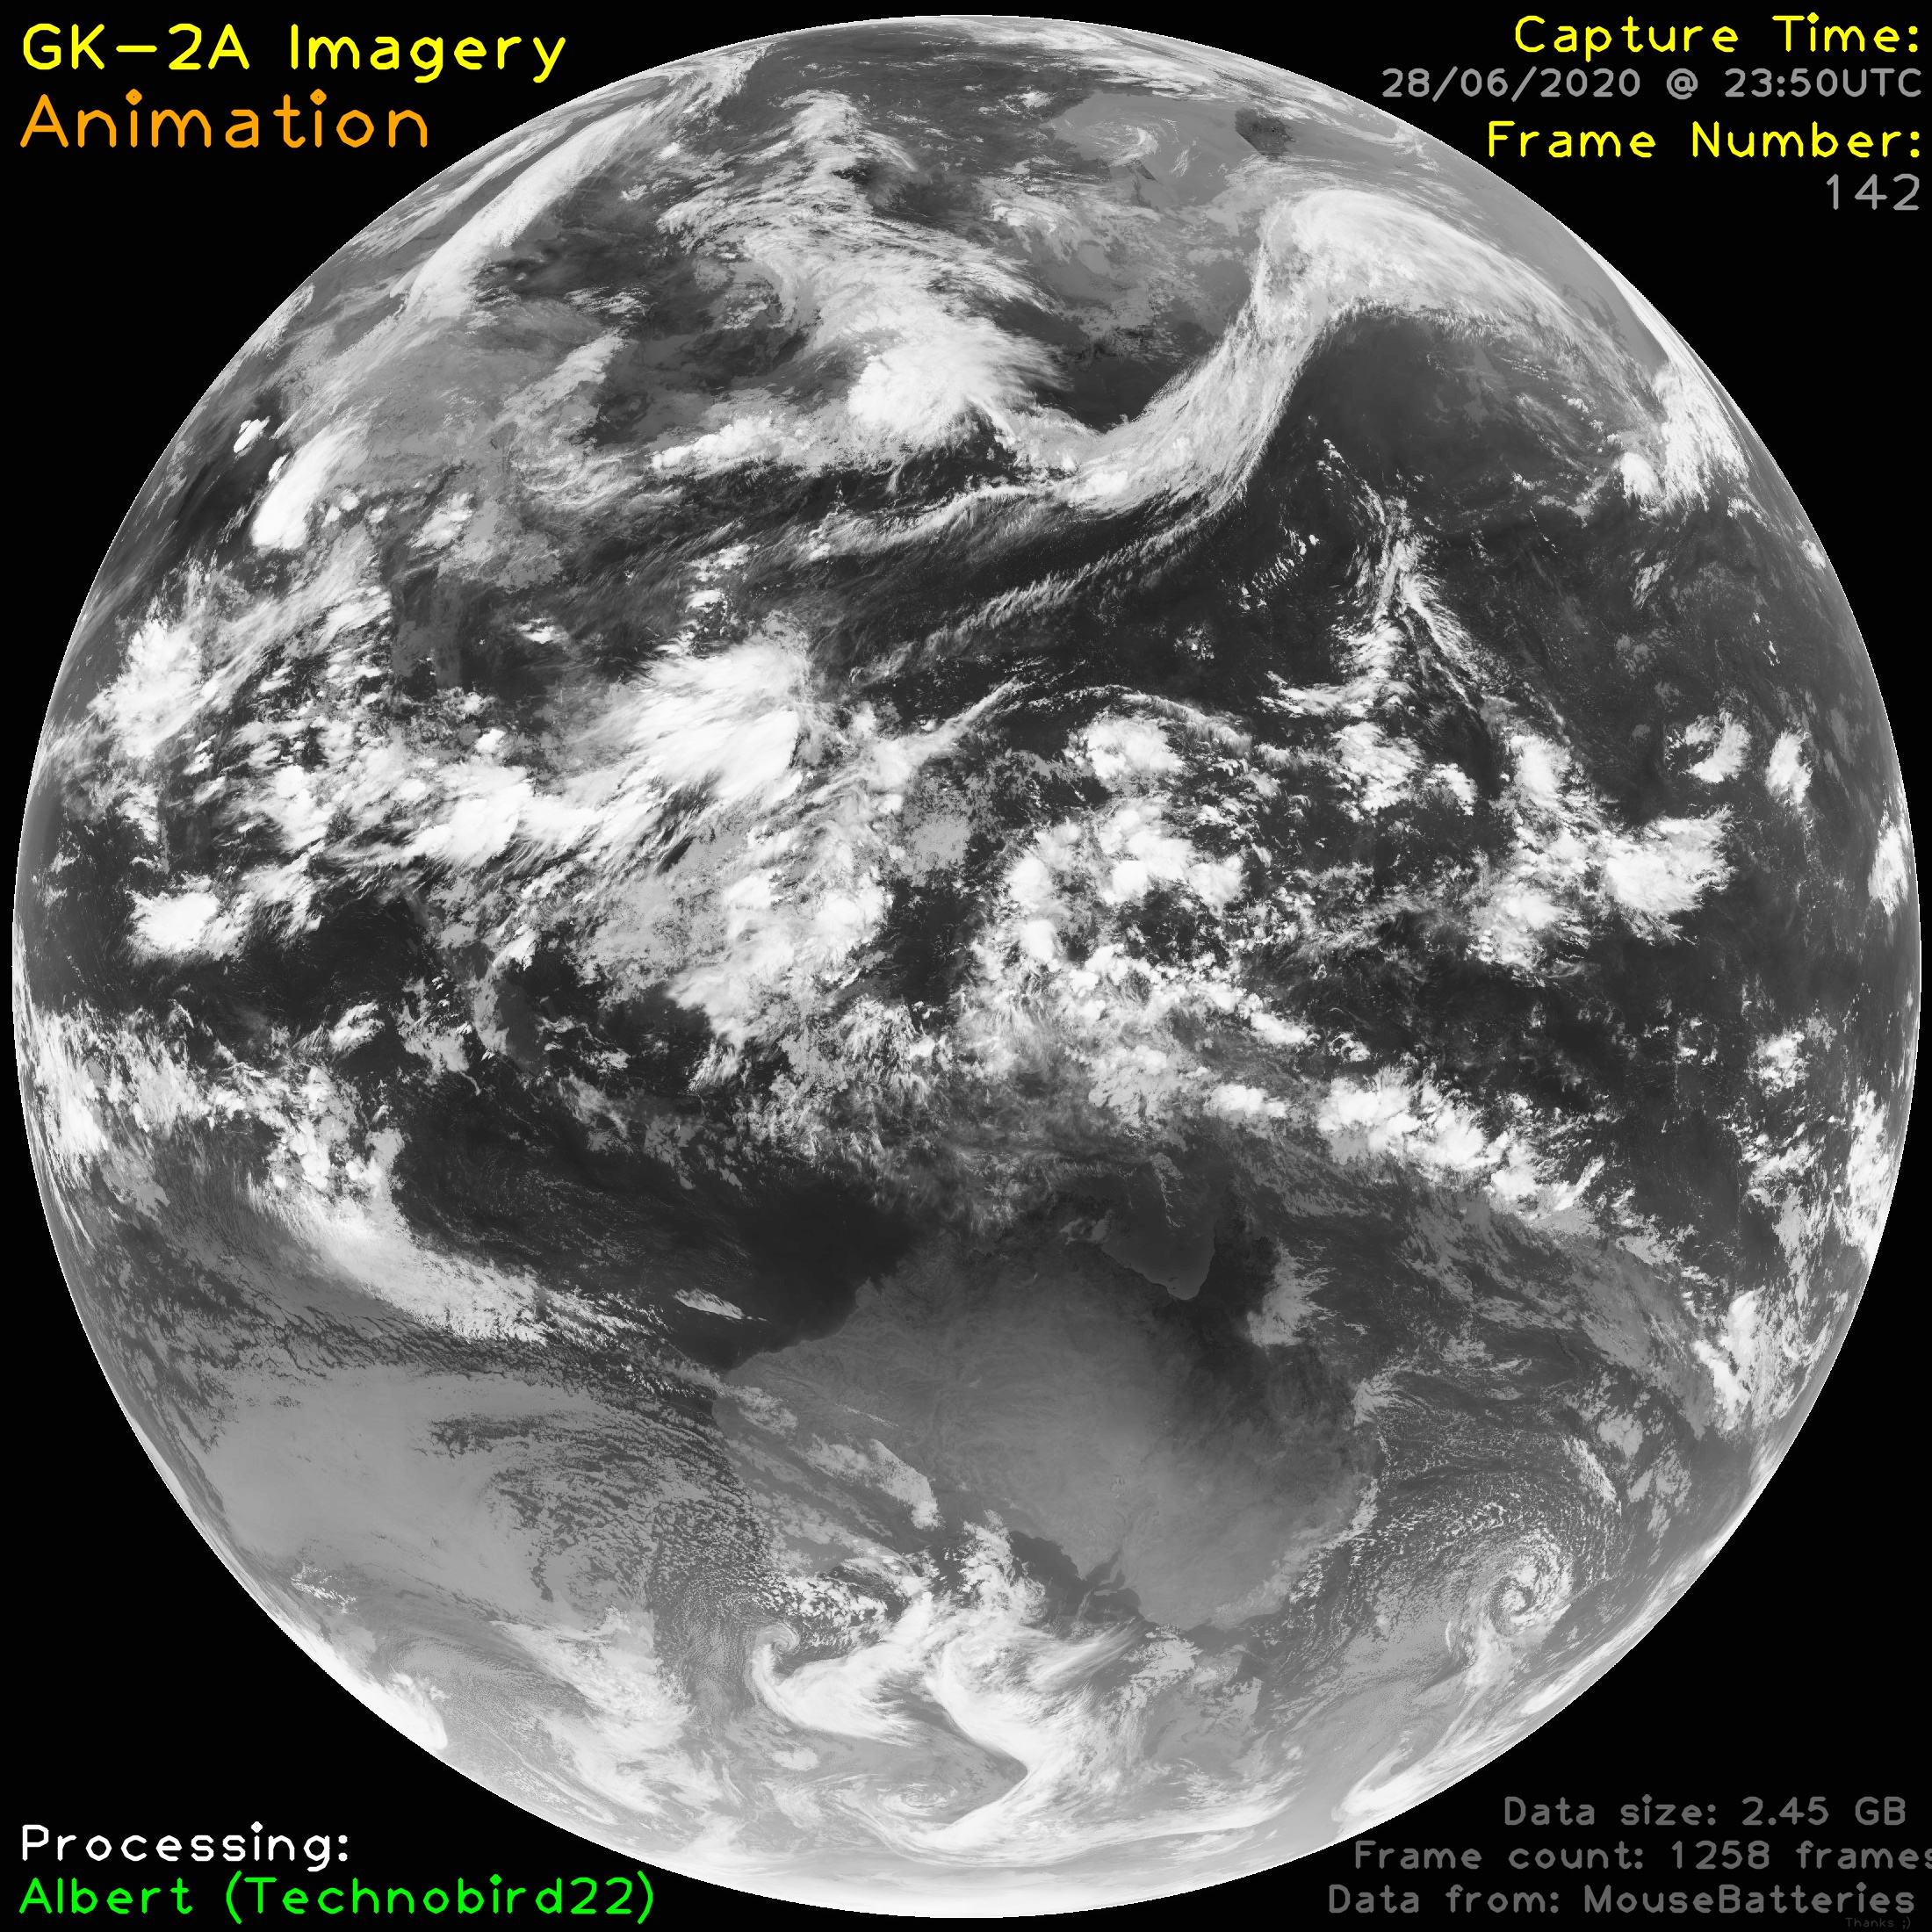 GK-2A Imagery
Animation
Capture Time:
28/06/2020 @ 23:50UTC
Frame Number:
142
Processing:
Albert (Technobird22)
Data size: 2.45 GB
Frame count: 1258 frames
Data from: MouseBatteries
Thanks ;)